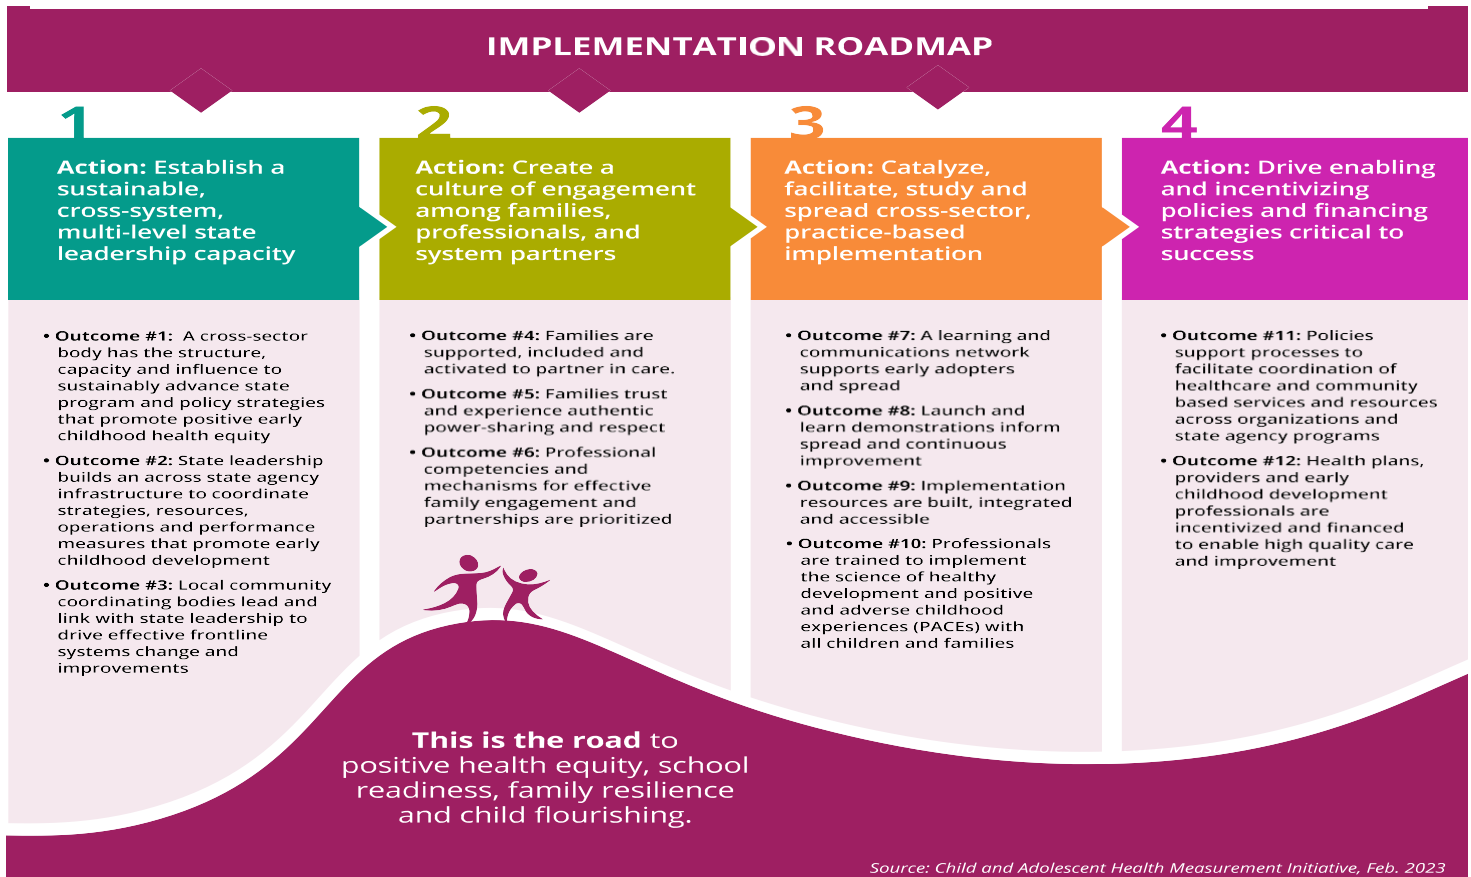 IMPLEMENTATION ROADMAP
1
Action: Establish a
sustainable,
cross-system,
multi-level state
leadership capacity
• Outcome #1:  A cross-sector
body has the structure,
capacity and influence to
sustainably advance state
program and policy strategies
that promote positive early
childhood health equity
• Outcome #2: State leadership
builds an across state agency
infrastructure to coordinate
strategies, resources,
operations and performance
measures that promote early
childhood development
• Outcome #3: Local community
coordinating bodies lead and
link with state leadership to
drive effective frontline
systems change and
improvements
2
Action: Create a
culture of engagement
among families,
professionals, and
system partners
• Outcome #4: Families are
supported, included and
activated to partner in care.
• Outcome #5: Families trust
and experience authentic
power-sharing and respect
• Outcome #6: Professional
competencies and
mechanisms for effective
family engagement and
partnerships are prioritized
3
Action: Catalyze,
facilitate, study and
spread cross-sector,
practice-based
implementation
• Outcome #7: A learning and
communications network
supports early adopters
and spread
• Outcome #8: Launch and
learn demonstrations inform
spread and continuous
improvement
• Outcome #9: Implementation
resources are built, integrated
and accessible
• Outcome #10: Professionals
are trained to implement
the science of healthy
development and positive
and adverse childhood
experiences (PACEs) with
all children and families
4
Action: Drive enabling
and incentivizing
policies and financing
strategies critical to
success
• Outcome #11: Policies
support processes to
facilitate coordination of
healthcare and community
based services and resources
across organizations and
state agency programs
• Outcome #12: Health plans,
providers and early
childhood development
professionals are
incentivized and financed
to enable high quality care
and improvement
This is the road to
positive health equity, school
readiness, family resilience
and child flourishing.
Source: Child and Adolescent Health Measurement Initiative, Feb. 2023